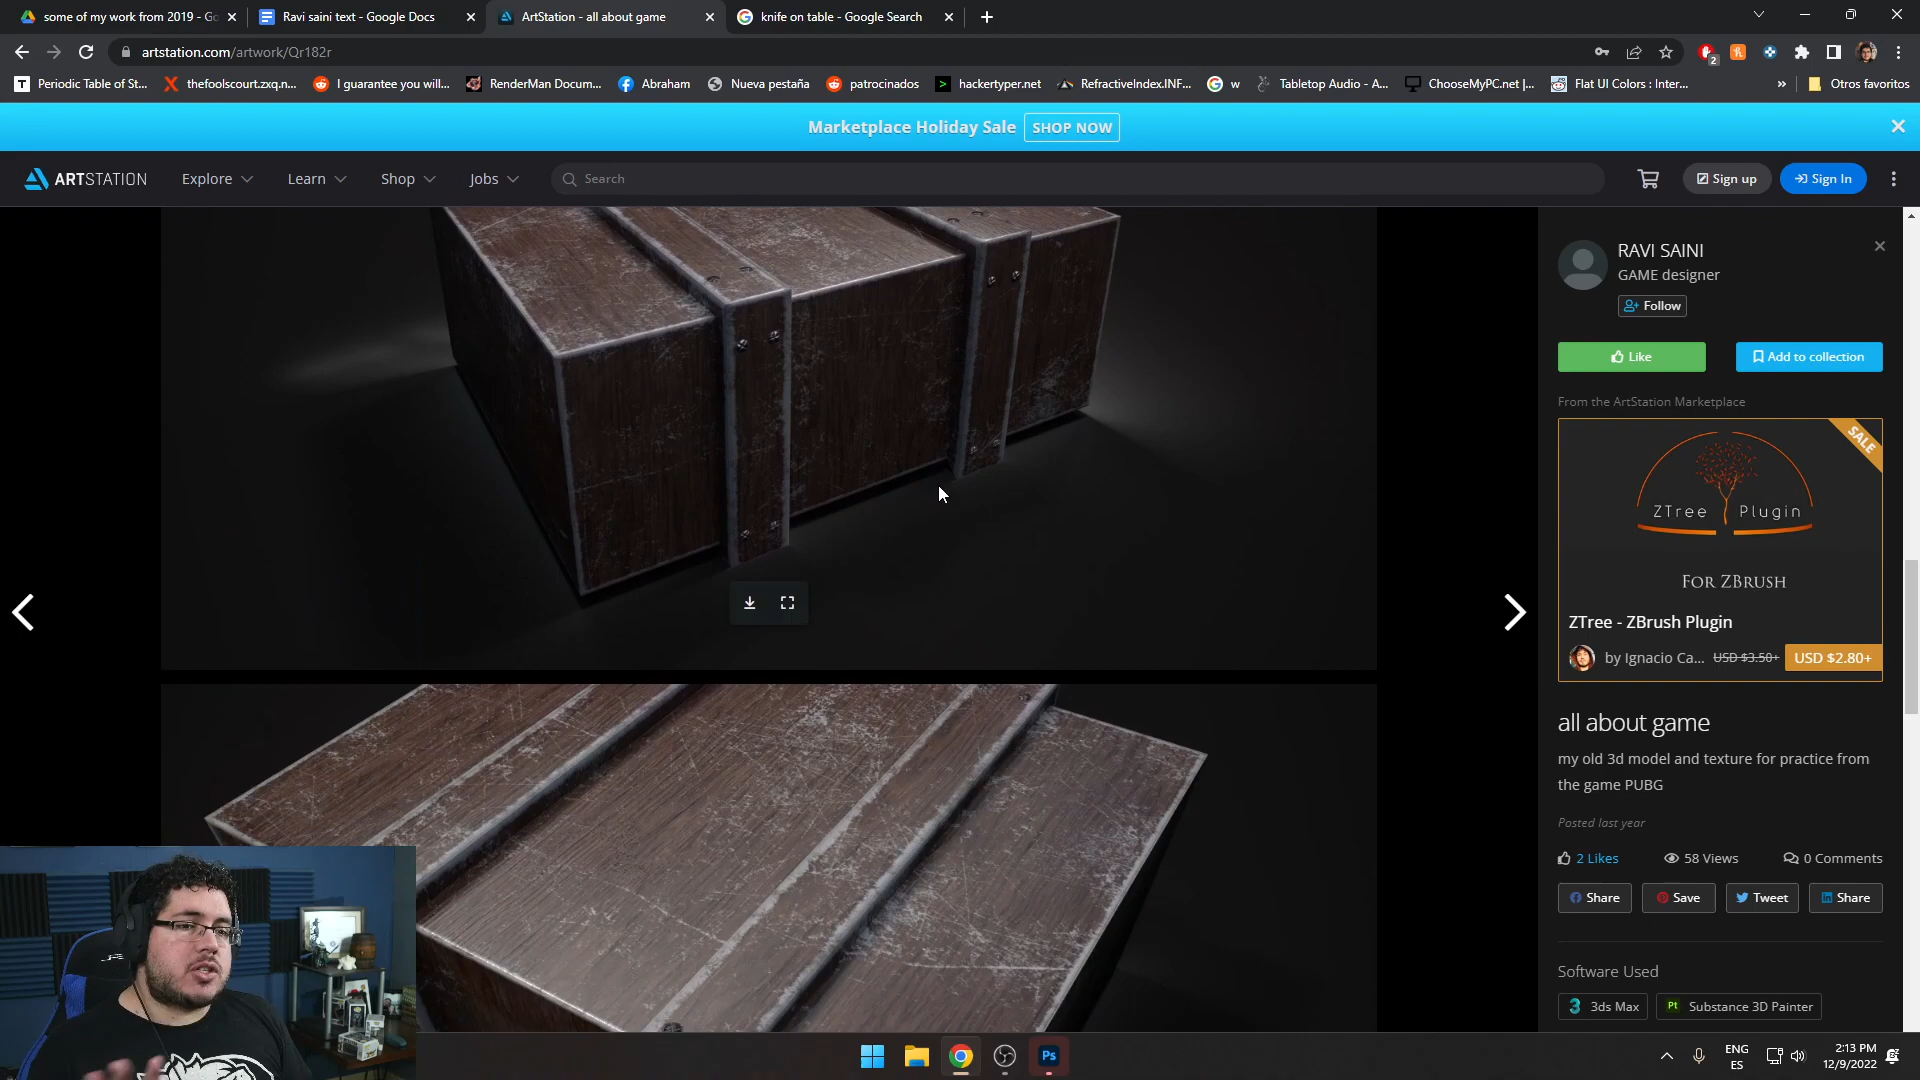 some of my work from 2019 - Go
Ravi saini text - Google Docs
ArtStation - all about game
knife on table - Google Search
artstation.com/artwork/Qr182r
2
Periodic Table of St...
thefoolscourt.zxq.n...
I guarantee you will...
RenderMan Docum...
Abraham
Nueva pestaña
patrocinados
hackertyper.net
RefractiveIndex.INF...
w
Tabletop Audio - A...
ChooseMyPC.net |...
Flat UI Colors : Inter...
Otros favoritos
Marketplace Holiday Sale SHOP NOW
ARTSTATION
Explore
Learn
Shop
Jobs
Search
Sign up
Sign In
RAVI SAINI
GAME designer
Follow
Like
Add to collection
From the ArtStation Marketplace
SALE
ZTree Plugin
FOR ZBRUSH
ZTree - ZBrush Plugin
by Ignacio Ca... USD $3.50+ USD $2.80+
all about game
my old 3d model and texture for practice from
the game PUBG
Posted last year
2 Likes
58 Views
0 Comments
Share
Save
Tweet
Share
Software Used
3 3ds Max
Pt Substance 3D Painter
Ps
ENG
ES
2:13 PM
12/9/2022